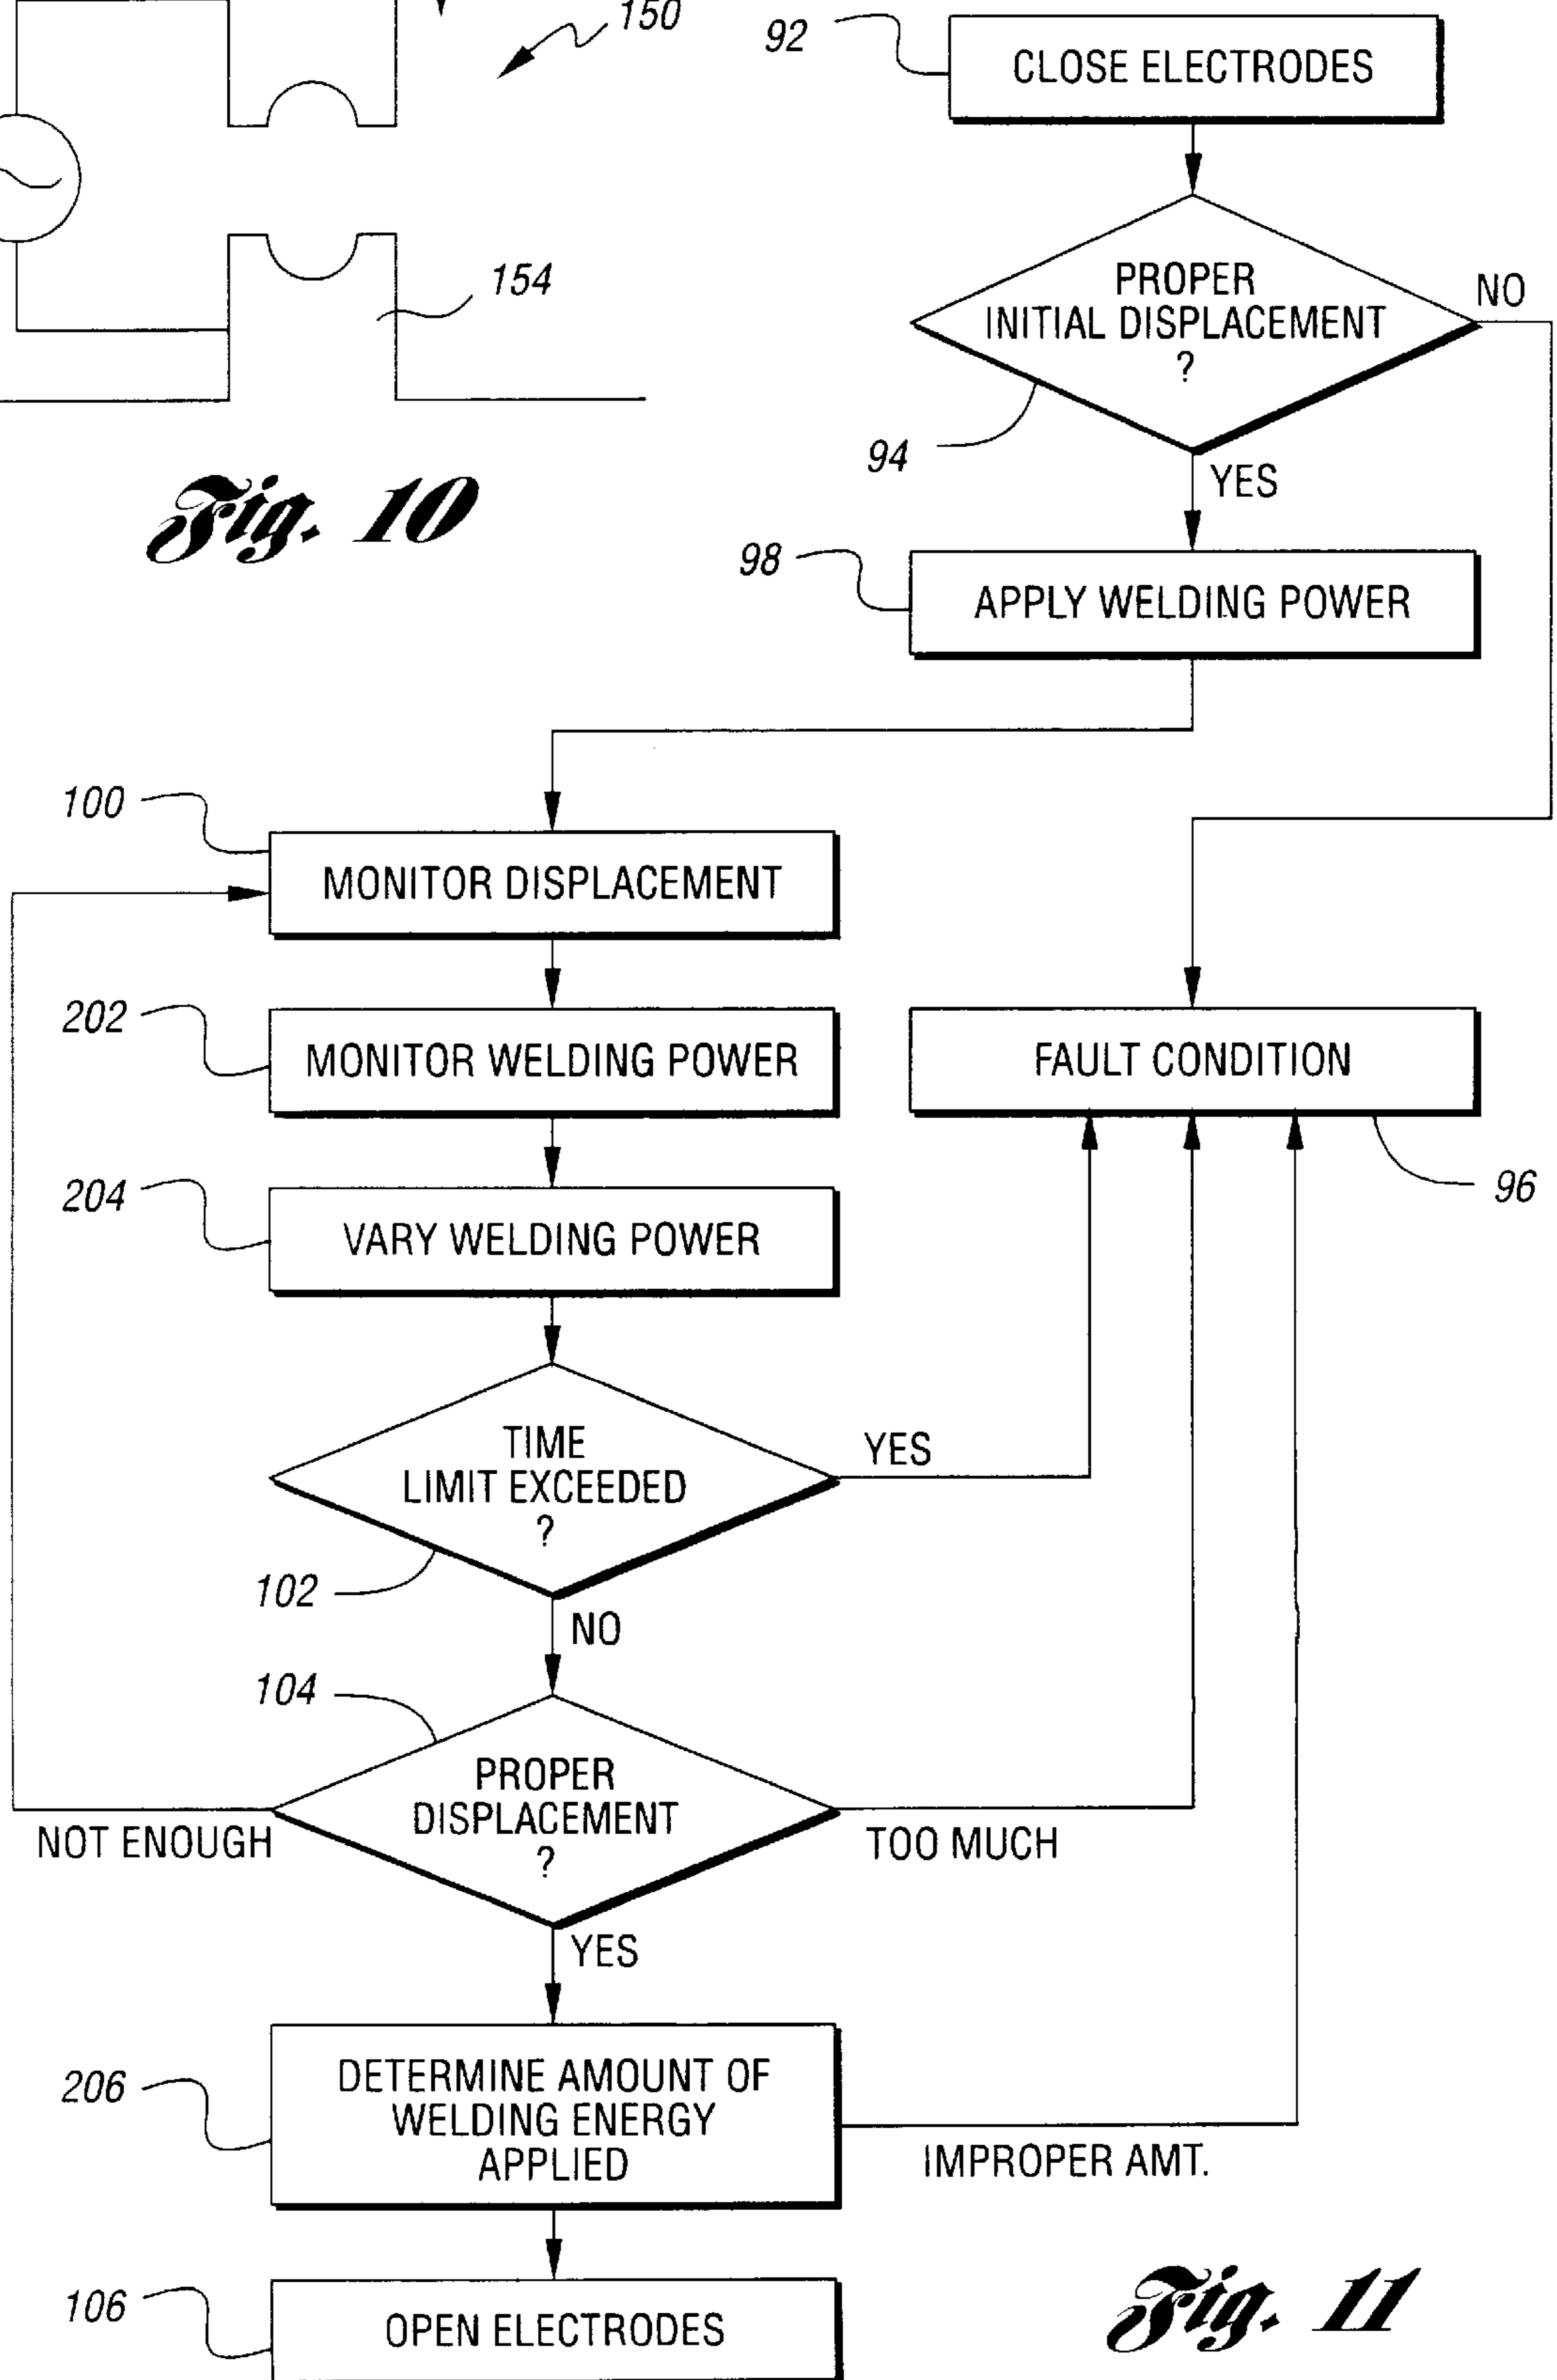 150
154
Fig. 10
92
CLOSE ELECTRODES
PROPER
INITIAL DISPLACEMENT
?
NO
94
YES
98
APPLY WELDING POWER
100
MONITOR DISPLACEMENT
202
MONITOR WELDING POWER
FAULT CONDITION
96
204
VARY WELDING POWER
TIME
LIMIT EXCEEDED
?
YES
102
NO
104
PROPER
DISPLACEMENT
?
NOT ENOUGH
TOO MUCH
YES
206
DETERMINE AMOUNT OF
WELDING ENERGY
APPLIED
IMPROPER AMT.
106
OPEN ELECTRODES
Fig. 11